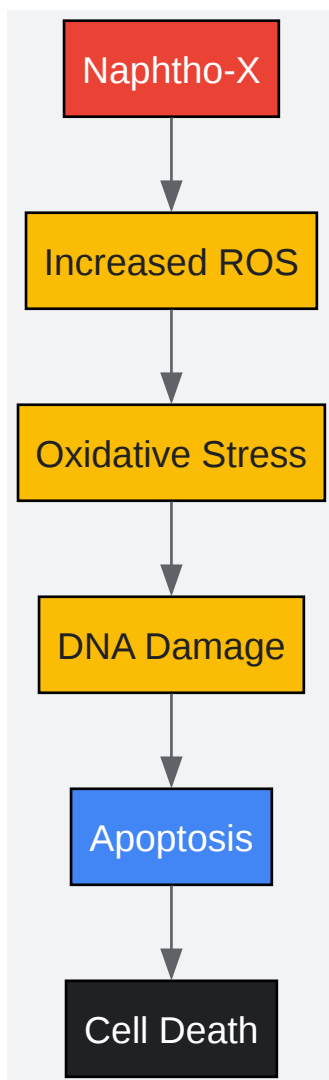 Naphtho-X
Increased ROS
Oxidative Stress
DNA Damage
Apoptosis
Cell Death